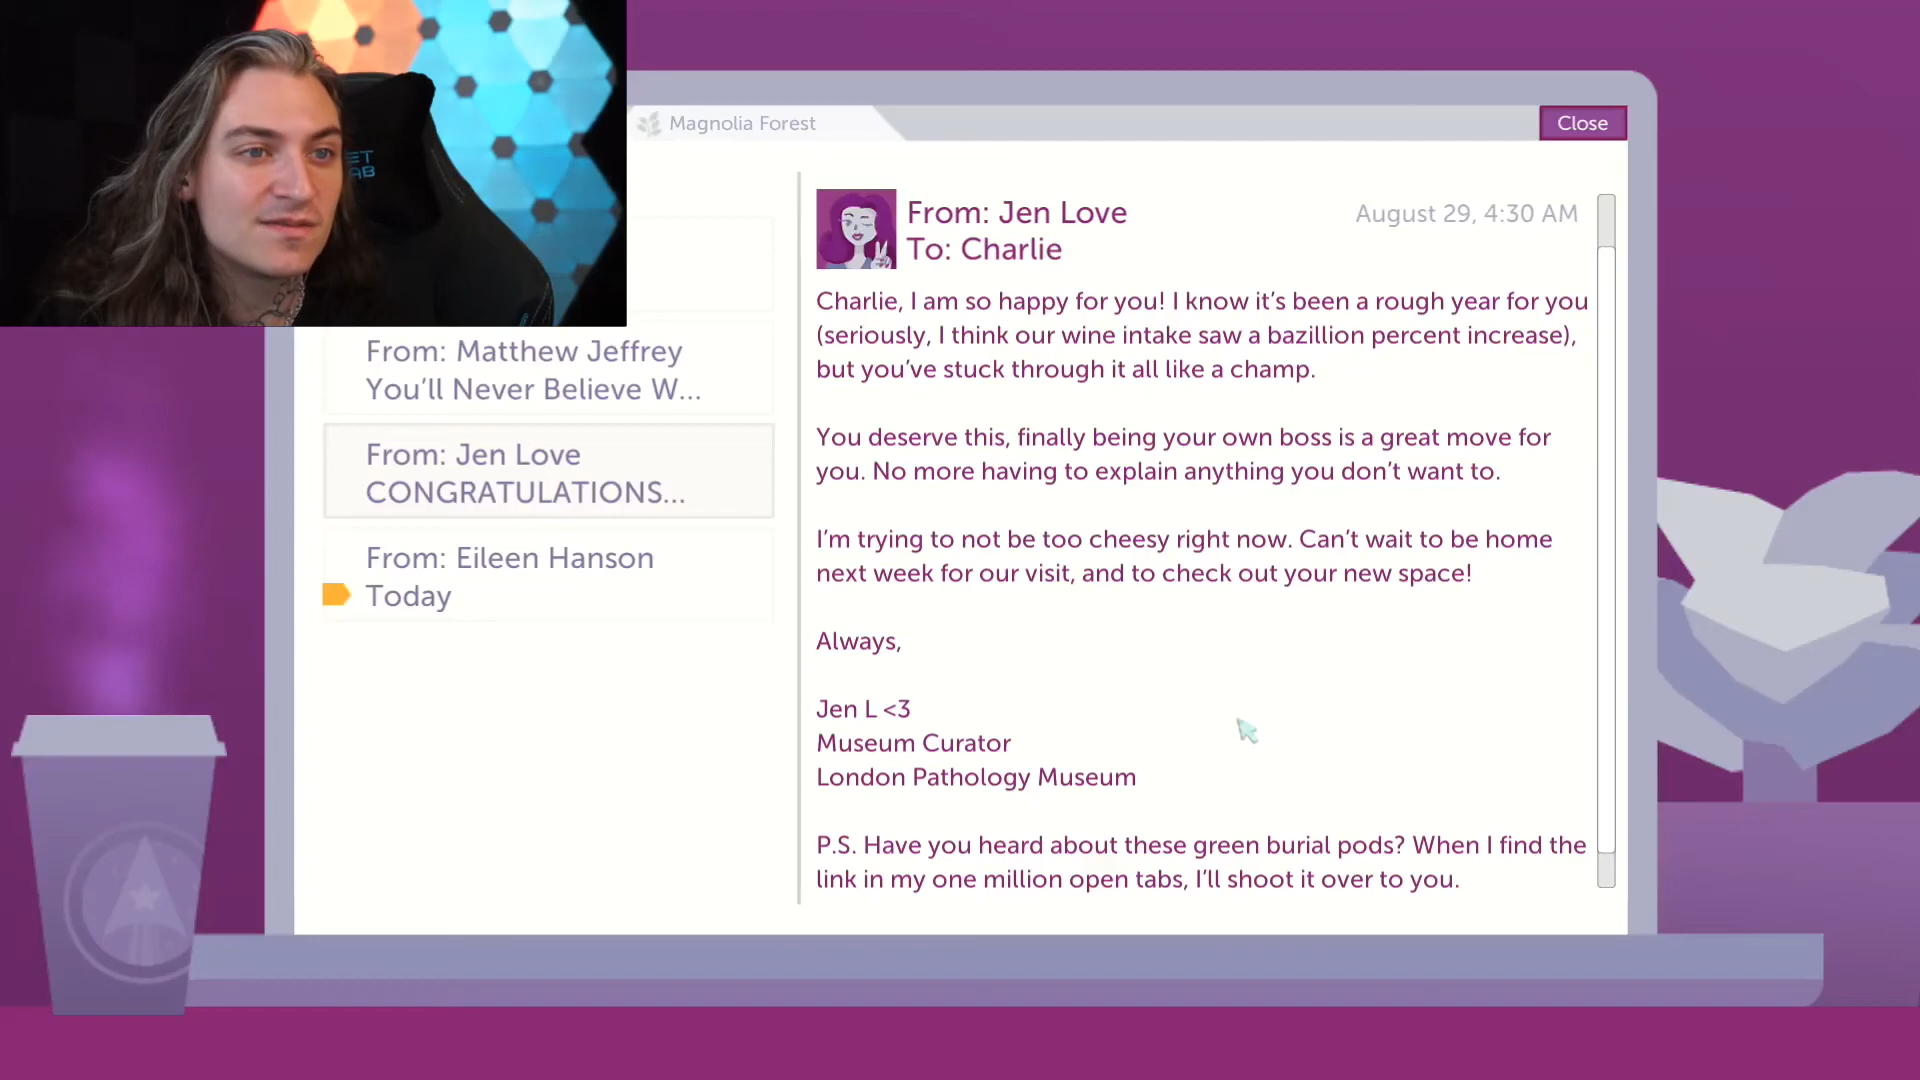 ET
AB
Magnolia Forest
Close
From: Matthew Jeffrey
You'll Never Believe W...
From: Jen Love
CONGRATULATIONS...
From: Eileen Hanson
Today
From: Jen Love
August 29, 4:30 AM
To: Charlie
Charlie, I am so happy for you! I know it's been a rough year for you
(seriously, I think our wine intake saw a bazillion percent increase),
but you've stuck through it all like a champ.
You deserve this, finally being your own boss is a great move for
you. No more having to explain anything you don't want to.
I'm trying to not be too cheesy right now. Can't wait to be home
next week for our visit, and to check out your new space!
Always,
Jen L <3
Museum Curator
London Pathology Museum
P.S. Have you heard about these green burial pods? When I find the
link in my one million open tabs, I'll shoot it over to you.